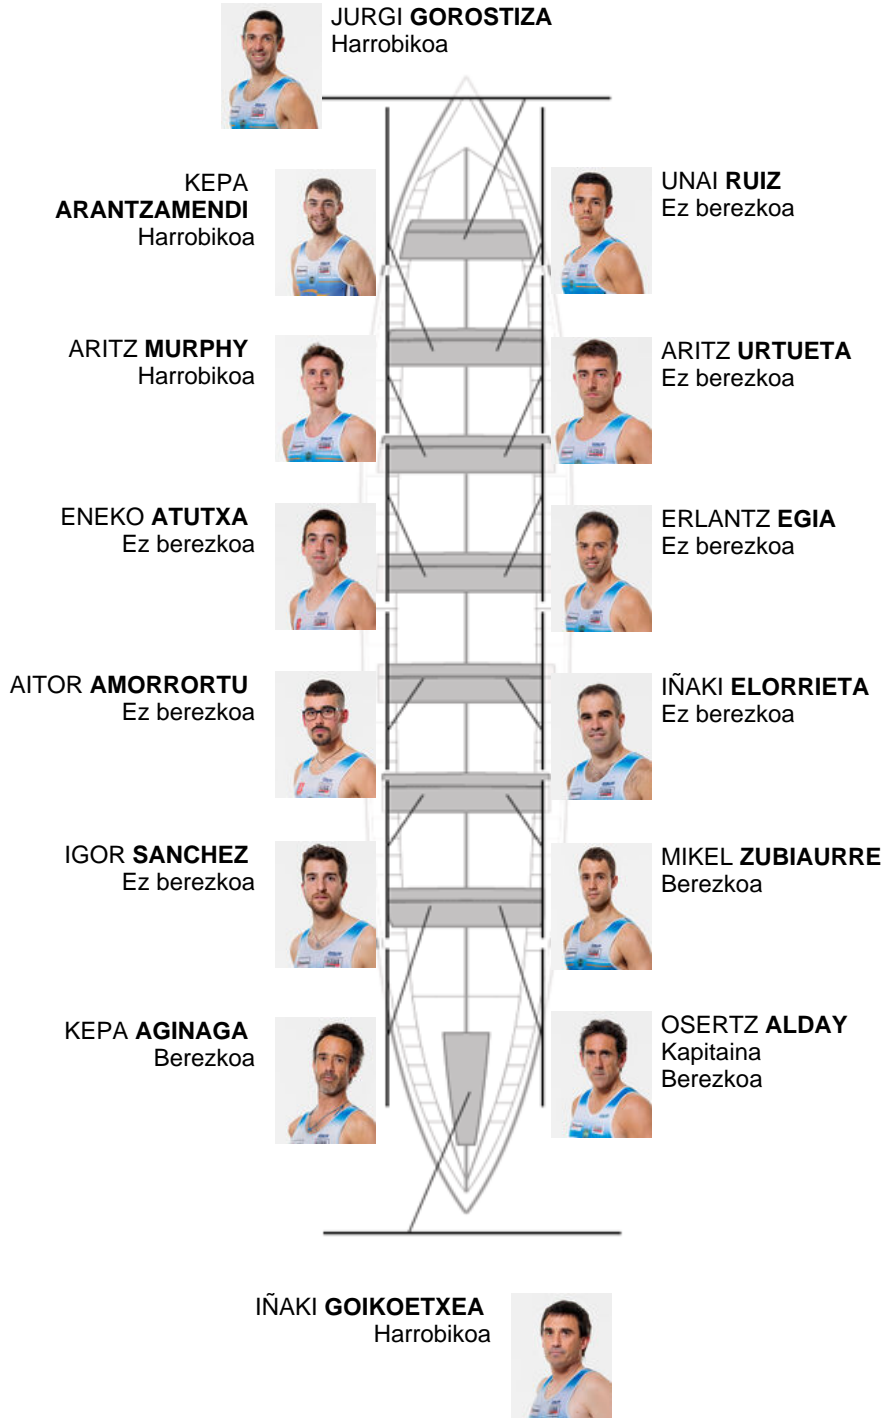 JURGI GOROSTIZA
Harrobikoa
KEPA
ARANTZAMENDI
Harrobikoa
UNAI RUIZ
Ez berezkoa
ARITZ MURPHY
Harrobikoa
ARITZ URTUETA
Ez berezkoa
ENEKO ATUTXA
Ez berezkoa
ERLANTZ EGIA
Ez berezkoa
AITOR AMORRORTU
Ez berezkoa
IÑAKI ELORRIETA
Ez berezkoa
IGOR SANCHEZ
Ez berezkoa
MIKEL ZUBIAURRE
Berezkoa
KEPA AGINAGA
Berezkoa
OSERTZ ALDAY
Kapitaina
Berezkoa
IÑAKI GOIKOETXEA
Harrobikoa